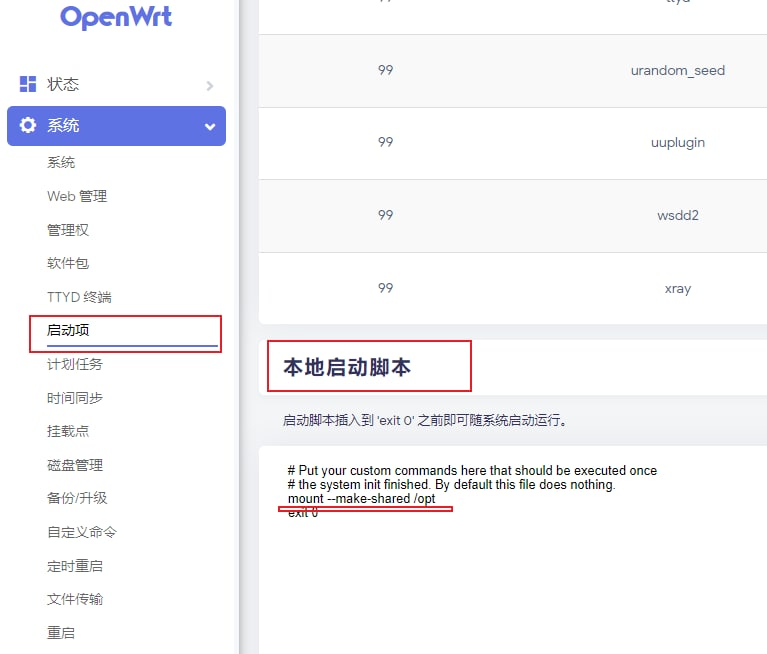 OpenWrt
状态
系统
系统
Web 管理
管理权
软件包
TTYD 终端
启动项
计划任务
时间同步
挂载点
磁盘管理
备份/升级
自定义命令
定时重启
文件传输
重启
99 urandom_seed
99 uuplugin
99 wsdd2
99 xray
本地启动脚本
启动脚本插入到 'exit 0' 之前即可随系统启动运行。
# Put your custom commands here that should be executed once
# the system init finished. By default this file does nothing.
mount --make-shared /opt
exit 0